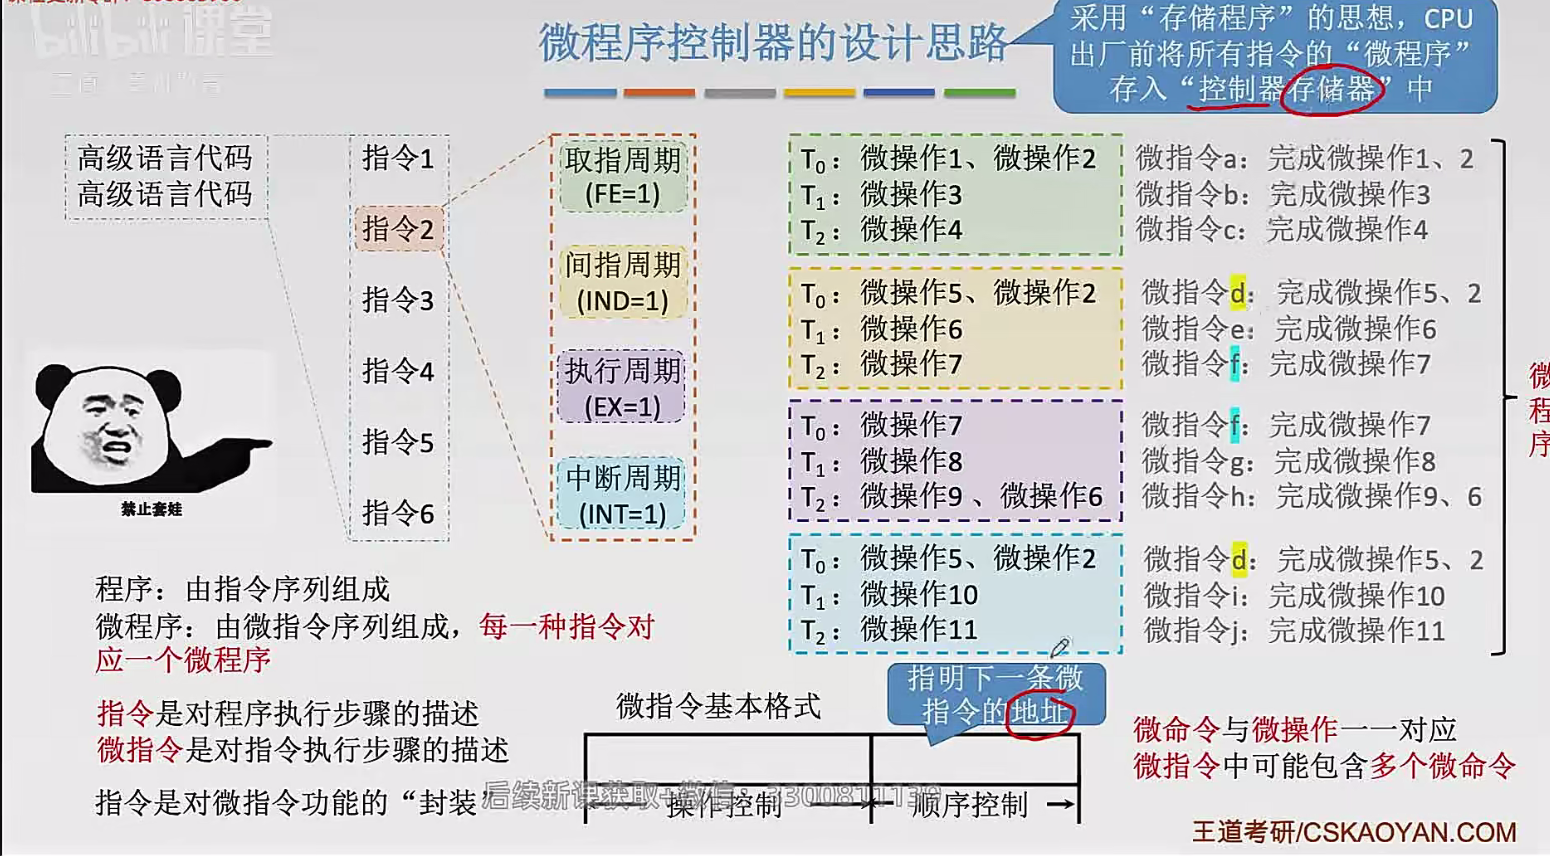 bilibili课堂
微程序控制器的设计思路
采用“存储程序”的思想，CPU
出厂前将所有指令的“微程序”
存入“控制器存储器”中
高级语言代码
高级语言代码
指令1
指令2
指令3
指令4
指令5
指令6
取指周期
(FE=1)
间指周期
(IND=1)
执行周期
(EX=1)
中断周期
(INT=1)
T0：微操作1、微操作2
T1：微操作3
T2：微操作4
T0：微操作5、微操作2
T1：微操作6
T2：微操作7
T0：微操作7
T1：微操作8
T2：微操作9 、微操作6
T0：微操作5、微操作2
T1：微操作10
T2：微操作11
微指令a：完成微操作1、2
微指令b：完成微操作3
微指令c：完成微操作4
微指令d：完成微操作5、2
微指令e：完成微操作6
微指令f：完成微操作7
微指令f：完成微操作7
微指令g：完成微操作8
微指令h：完成微操作9、6
微指令d：完成微操作5、2
微指令i：完成微操作10
微指令j：完成微操作11
微
程
序
禁止套娃
程序：由指令序列组成
微程序：由微指令序列组成，每一种指令对
应一个微程序
指令是对程序执行步骤的描述
微指令是对指令执行步骤的描述
指令是对微指令功能的“封装”
微指令基本格式
指明下一条微
指令的地址
操作控制
顺序控制
后续新课获取+微信：3300811139
微命令与微操作一一对应
微指令中可能包含多个微命令
王道考研/CSKAOYAN.COM